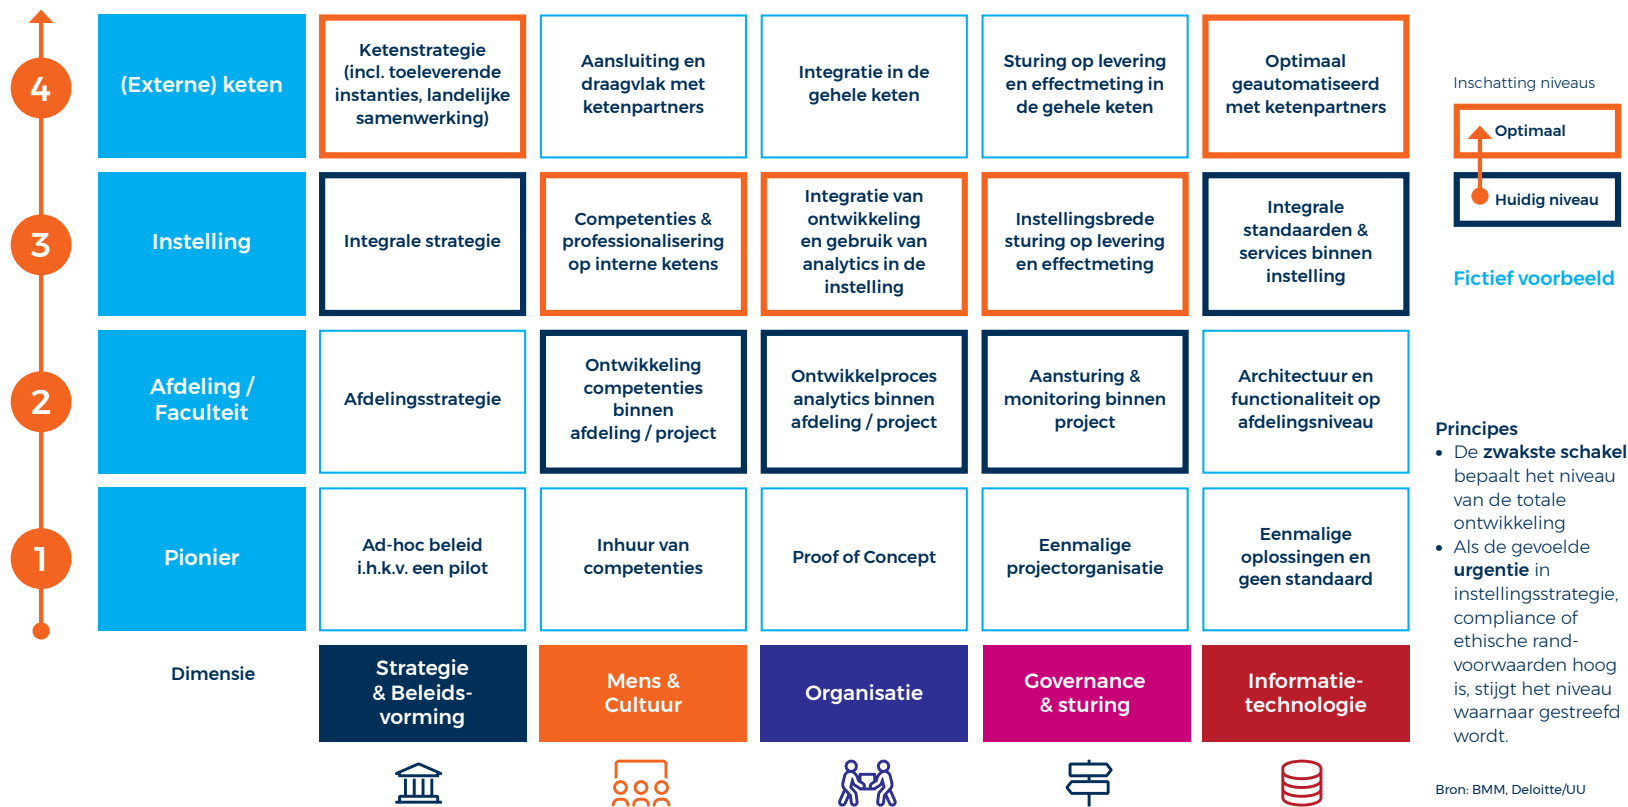 4
(Externe) keten
Ketenstrategie
(incl. toeleverende
instanties, landelijke
samenwerking)
Aansluiting en
draagvlak met
ketenpartners
Integratie in de
gehele keten
Sturing op levering
en effectmeting in
de gehele keten
Optimaal
geautomatiseerd
met ketenpartners
3
Instelling
Integrale strategie
Competenties &
professionalisering
op interne ketens
Integratie van
ontwikkeling
en gebruik van
analytics in de
instelling
Instellingsbrede
sturing op levering
en effectmeting
Integrale
standaarden &
services binnen
instelling
2
Afdeling /
Faculteit
Afdelingsstrategie
Ontwikkeling
competenties
binnen
afdeling / project
Ontwikkelproces
analytics binnen
afdeling / project
Aansturing &
monitoring binnen
project
Architectuur en
functionaliteit op
afdelingsniveau
1
Pionier
Ad-hoc beleid
i.h.k.v. een pilot
Inhuur van
competenties
Proof of Concept
Eenmalige
projectorganisatie
Eenmalige
oplossingen en
geen standaard
Dimensie
Strategie
& Beleids-
vorming
Mens &
Cultuur
Organisatie
Governance
& sturing
Informatie-
technologie
Inschatting niveaus
Optimaal
Huidig niveau
Fictief voorbeeld
Principes
• De zwakste schakel
bepaalt het niveau
van de totale
ontwikkeling
• Als de gevoelde
urgentie in
instellingsstrategie,
compliance of
ethische rand-
voorwaarden hoog
is, stijgt het niveau
waarnaar gestreefd
wordt.
Bron: BMM, Deloitte/UU